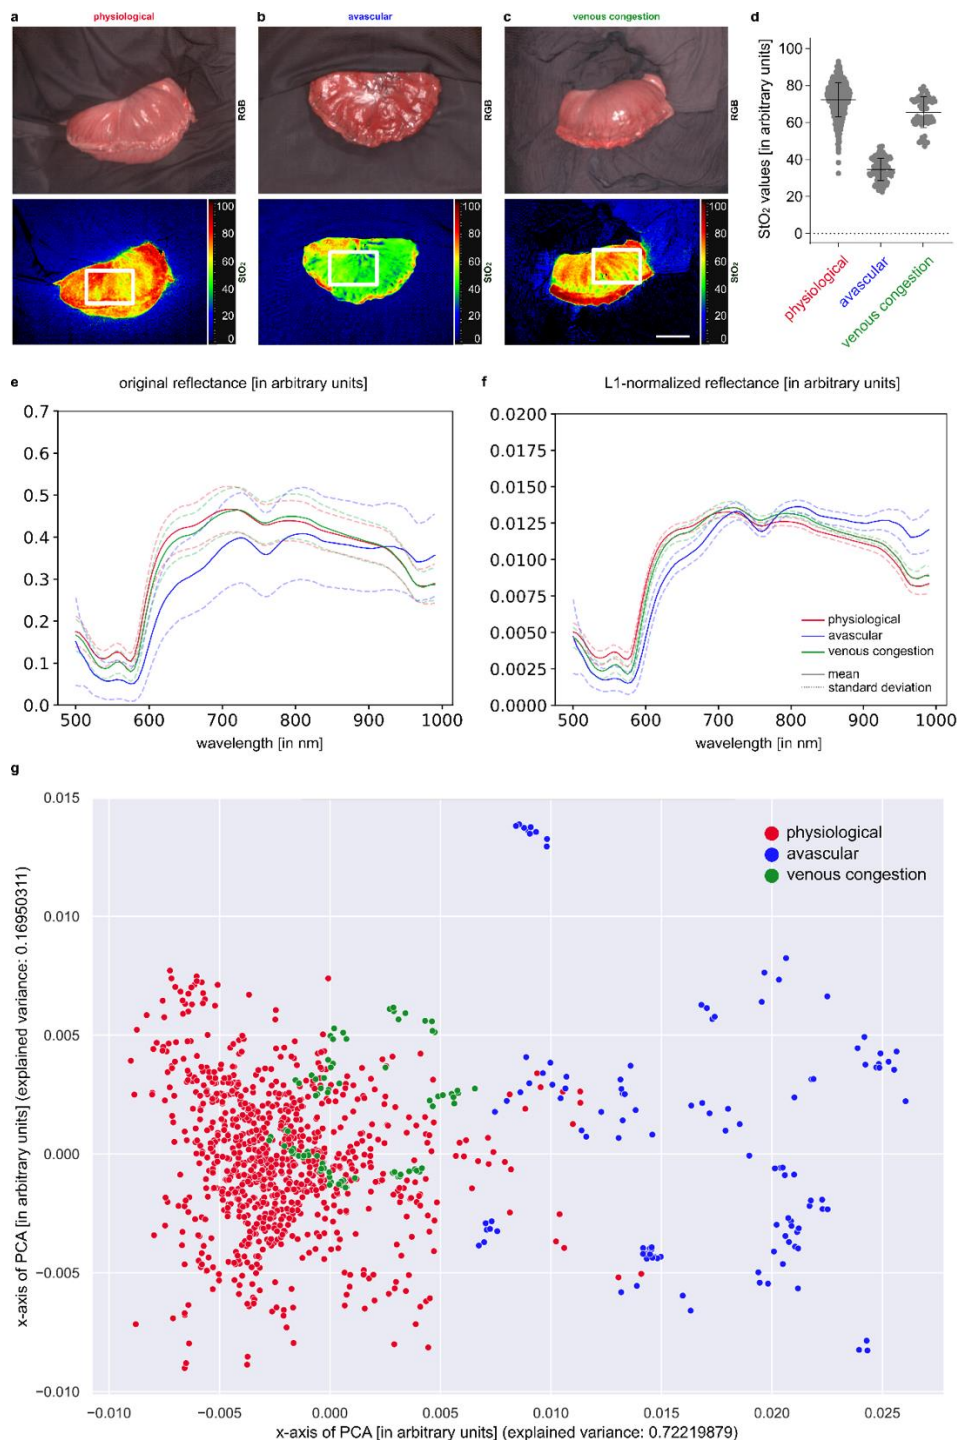 a physiological
b avascular
c venous congestion
d
RGB
RGB
RGB
100
80
60
40
20
0
StO₂
100
80
60
40
20
0
StO₂
100
80
60
40
20
0
StO₂
StO₂ values [in arbitrary units]
100
80
60
40
20
0
physiological
avascular
venous congestion
e original reflectance [in arbitrary units]
0.7
0.6
0.5
0.4
0.3
0.2
0.1
0.0
500 600 700 800 900 1000
wavelength [in nm]
f L1-normalized reflectance [in arbitrary units]
0.0200
0.0175
0.0150
0.0125
0.0100
0.0075
0.0050
0.0025
0.0000
physiological
avascular
venous congestion
mean
standard deviation
500 600 700 800 900 1000
wavelength [in nm]
g
x-axis of PCA [in arbitrary units] (explained variance: 0.16950311)
0.015
0.010
0.005
0.000
−0.005
−0.010
physiological
avascular
venous congestion
−0.010 −0.005 0.000 0.005 0.010 0.015 0.020 0.025
x-axis of PCA [in arbitrary units] (explained variance: 0.72219879)